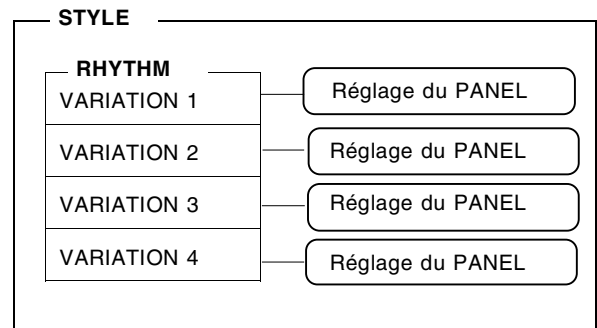 STYLE
RHYTHM
VARIATION 1 Réglage du PANEL
VARIATION 2 Réglage du PANEL
VARIATION 3 Réglage du PANEL
VARIATION 4 Réglage du PANEL